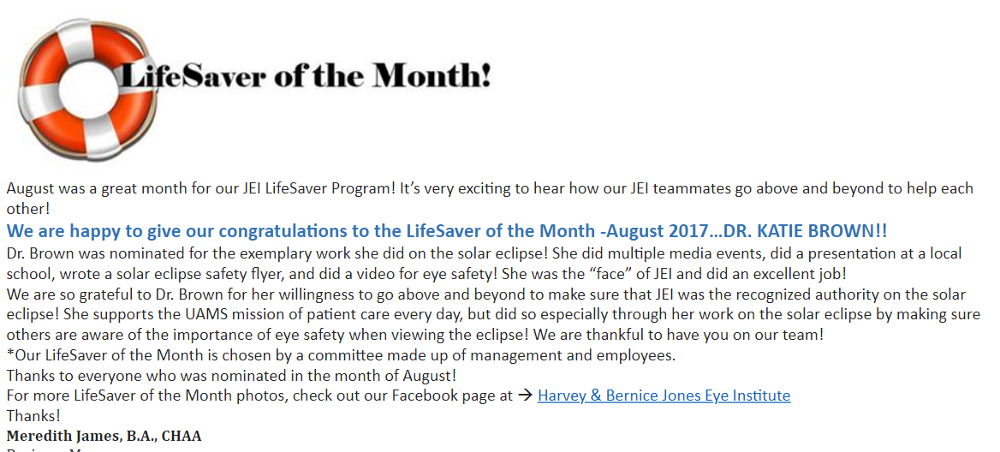 LifeSaver of the Month!
August was a great month for our JEI LifeSaver Program! It’s very exciting to hear how our JEI teammates go above and beyond to help each
other!
We are happy to give our congratulations to the LifeSaver of the Month -August 2017...DR. KATIE BROWN!!
Dr. Brown was nominated for the exemplary work she did on the solar eclipse! She did multiple media events, did a presentation at a local
school, wrote a solar eclipse safety flyer, and did a video for eye safety! She was the “face” of JEI and did an excellent job!
We are so grateful to Dr. Brown for her willingness to go above and beyond to make sure that JEI was the recognized authority on the solar
eclipse! She supports the UAMS mission of patient care every day, but did so especially through her work on the solar eclipse by making sure
others are aware of the importance of eye safety when viewing the eclipse! We are thankful to have you on our team!
*Our LifeSaver of the Month is chosen by a committee made up of management and employees.
Thanks to everyone who was nominated in the month of August!
For more LifeSaver of the Month photos, check out our Facebook page at → Harvey & Bernice Jones Eye Institute
Thanks!
Meredith James, B.A., CHAA